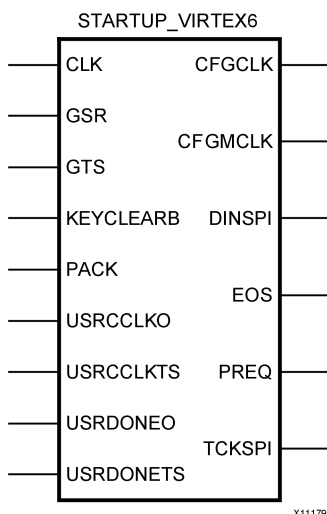 STARTUP_VIRTEX6
CLK CFGCLK
GSR
CFGMCLK
GTS
KEYCLEARB DINSPI
PACK
EOS
USRCCLKO
USRCCLKTS PREQ
USRDONEO
TCKSPI
USRDONETS
X11179